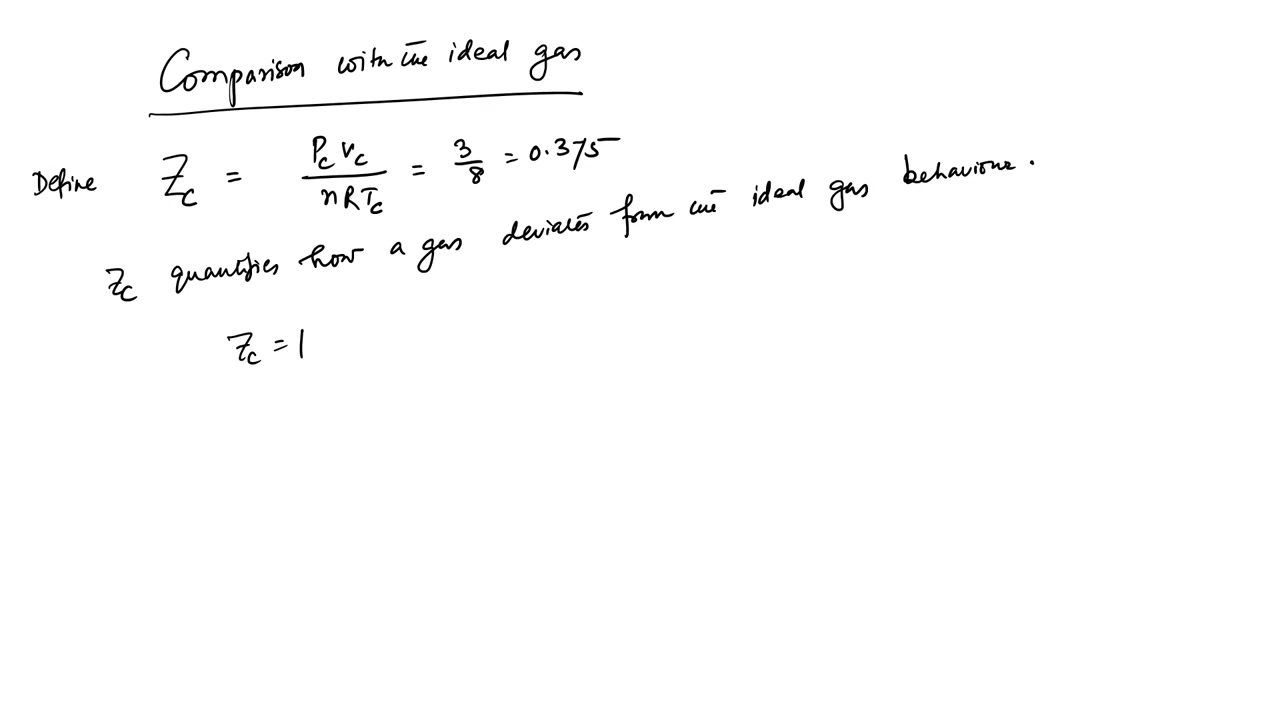 Comparison with the ideal gas
Define Z_c = P_c V_c / nRT_c = 3/8 = 0.375
Z_c quantifies how a gas deviates from the ideal gas behaviour.
Z_c = 1